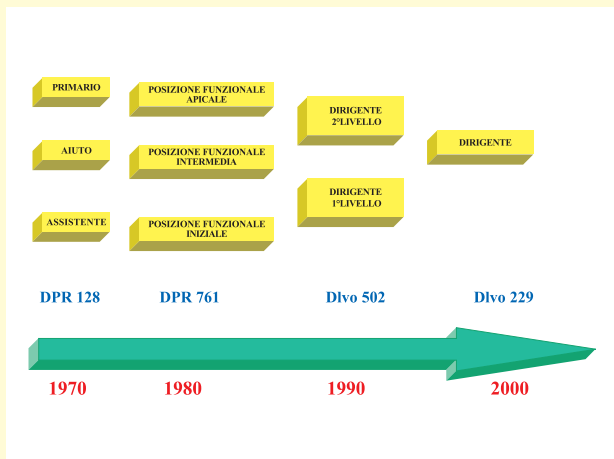 PRIMARIO
AIUTO
ASSISTENTE
POSIZIONE FUNZIONALE
APICALE
POSIZIONE FUNZIONALE
INTERMEDIA
POSIZIONE FUNZIONALE
INIZIALE
DIRIGENTE
2°LIVELLO
DIRIGENTE
1°LIVELLO
DIRIGENTE
DPR 128
DPR 761
Dlvo 502
Dlvo 229
1970
1980
1990
2000